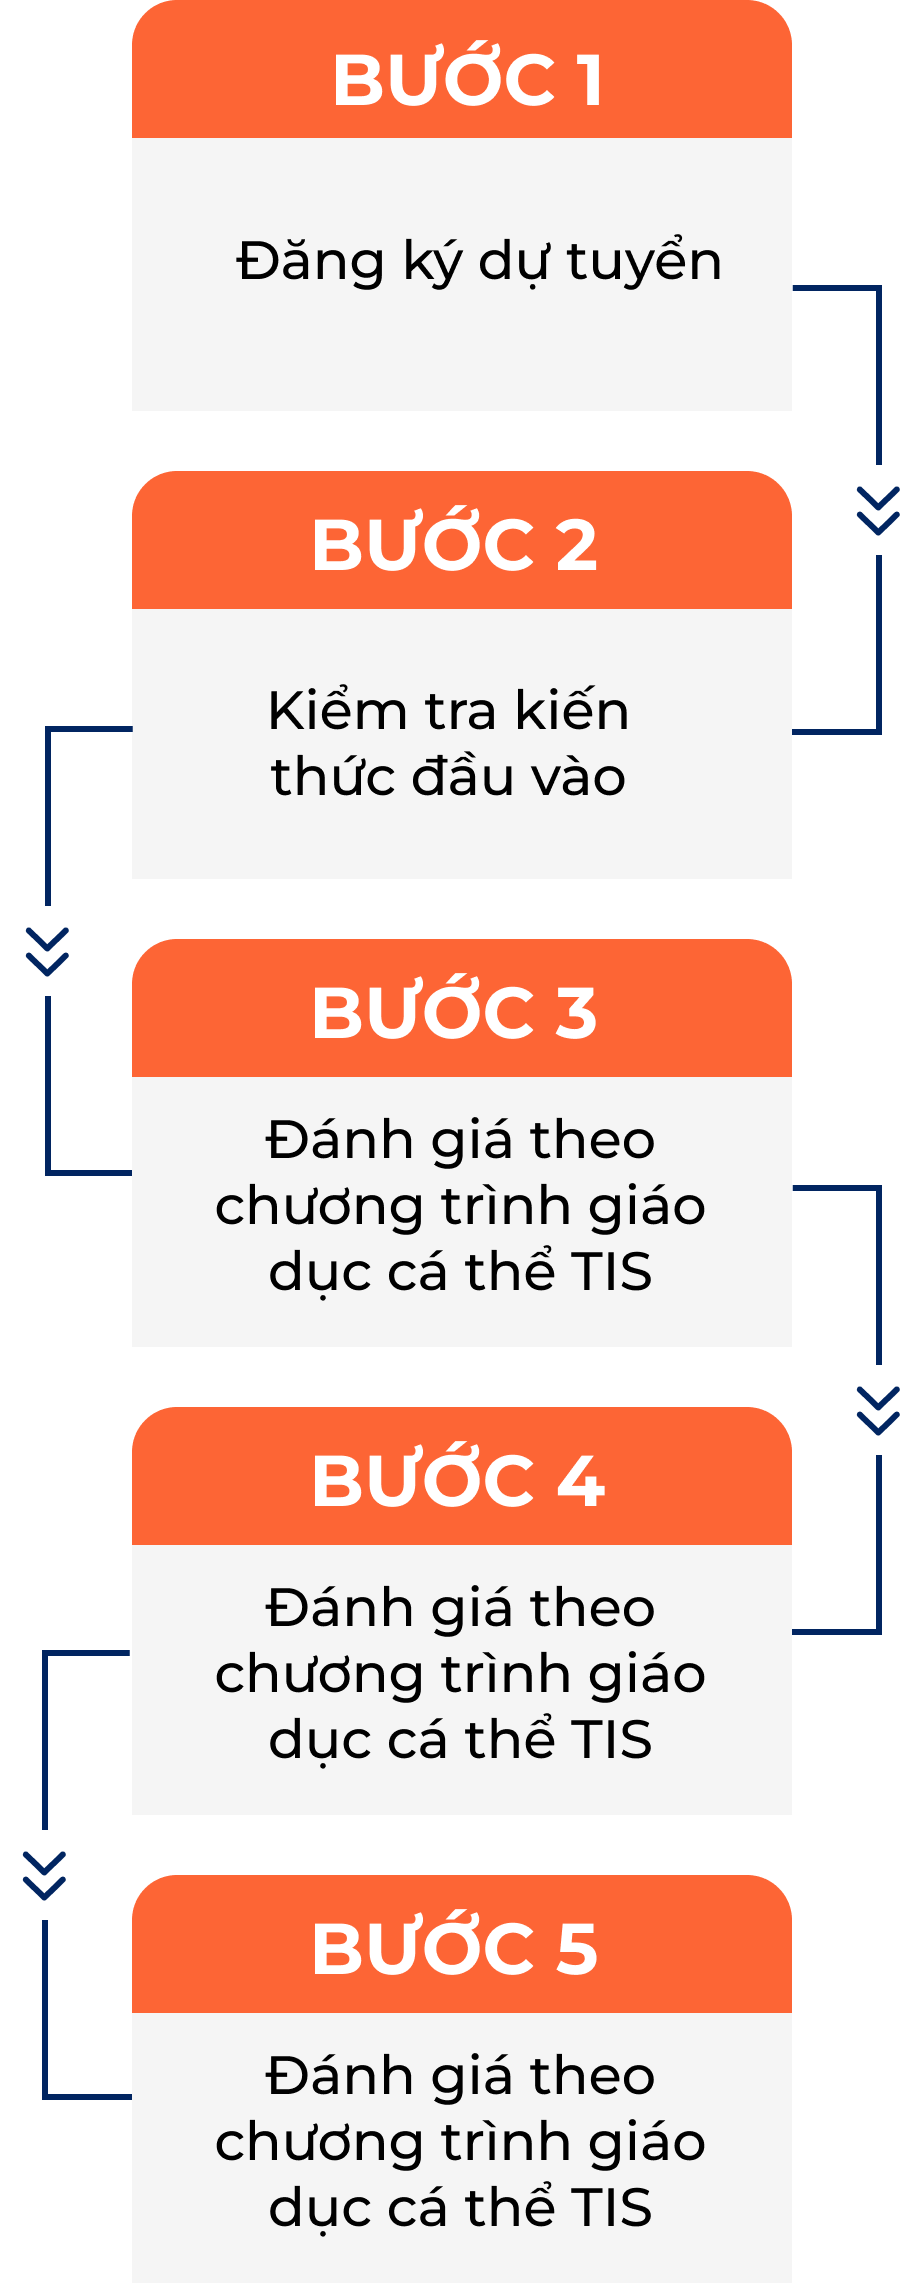 BƯỚC 1
Đăng ký dự tuyển
BƯỚC 2
Kiểm tra kiến
thức đầu vào
BƯỚC 3
Đánh giá theo
chương trình giáo
dục cá thể TIS
BƯỚC 4
Đánh giá theo
chương trình giáo
dục cá thể TIS
BƯỚC 5
Đánh giá theo
chương trình giáo
dục cá thể TIS